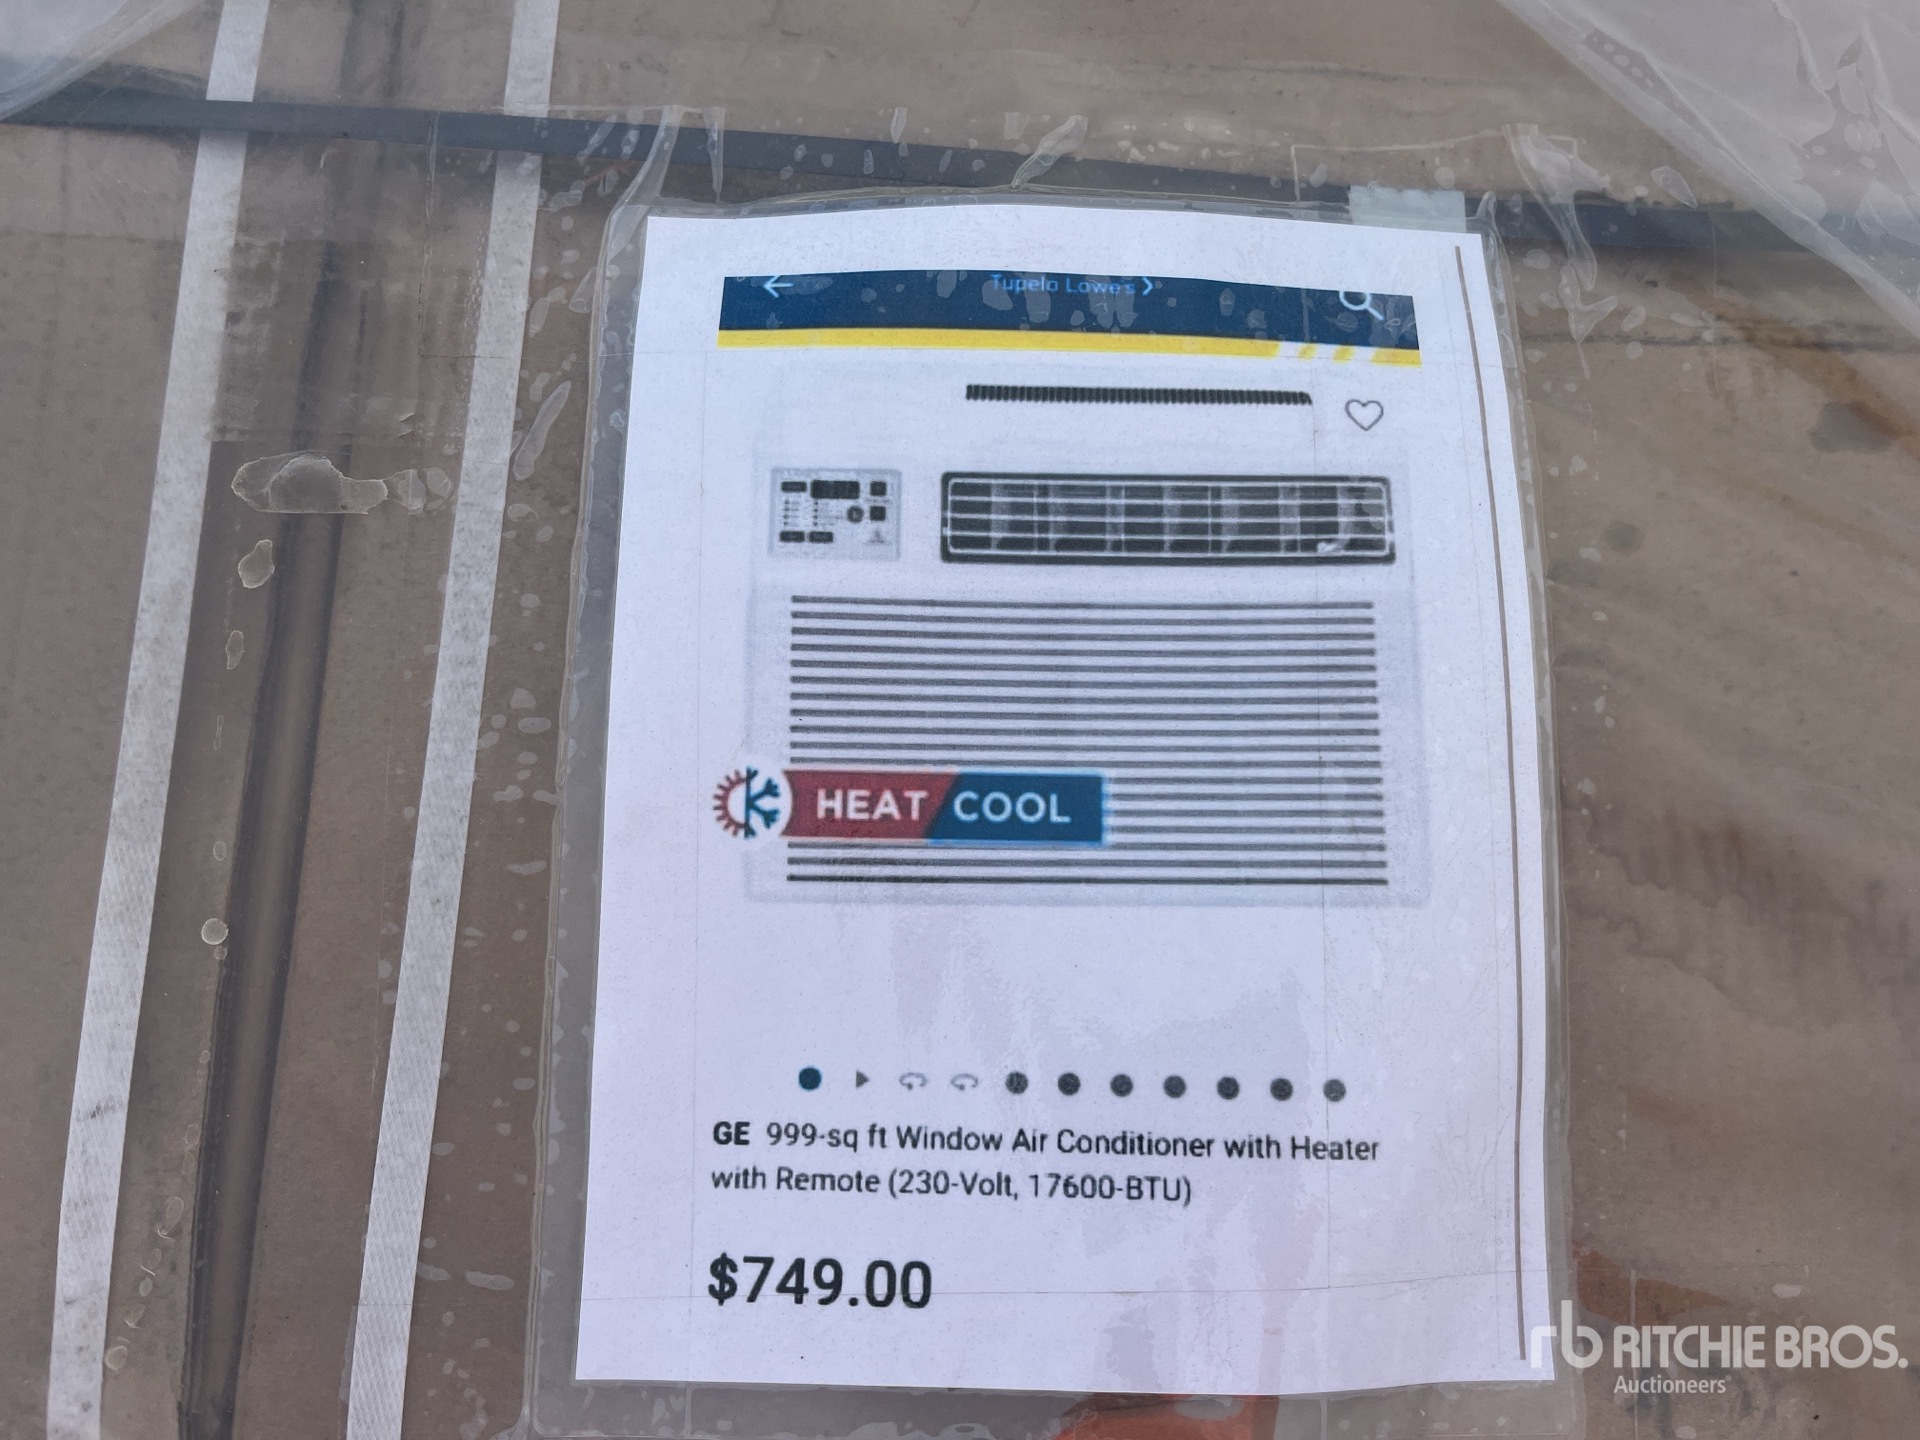 Tupelo Lowe's
HEAT COOL
GE 999-sq ft Window Air Conditioner with Heater
with Remote (230-Volt, 17600-BTU)
$749.00
rb RITCHIE BROS.
Auctioneers